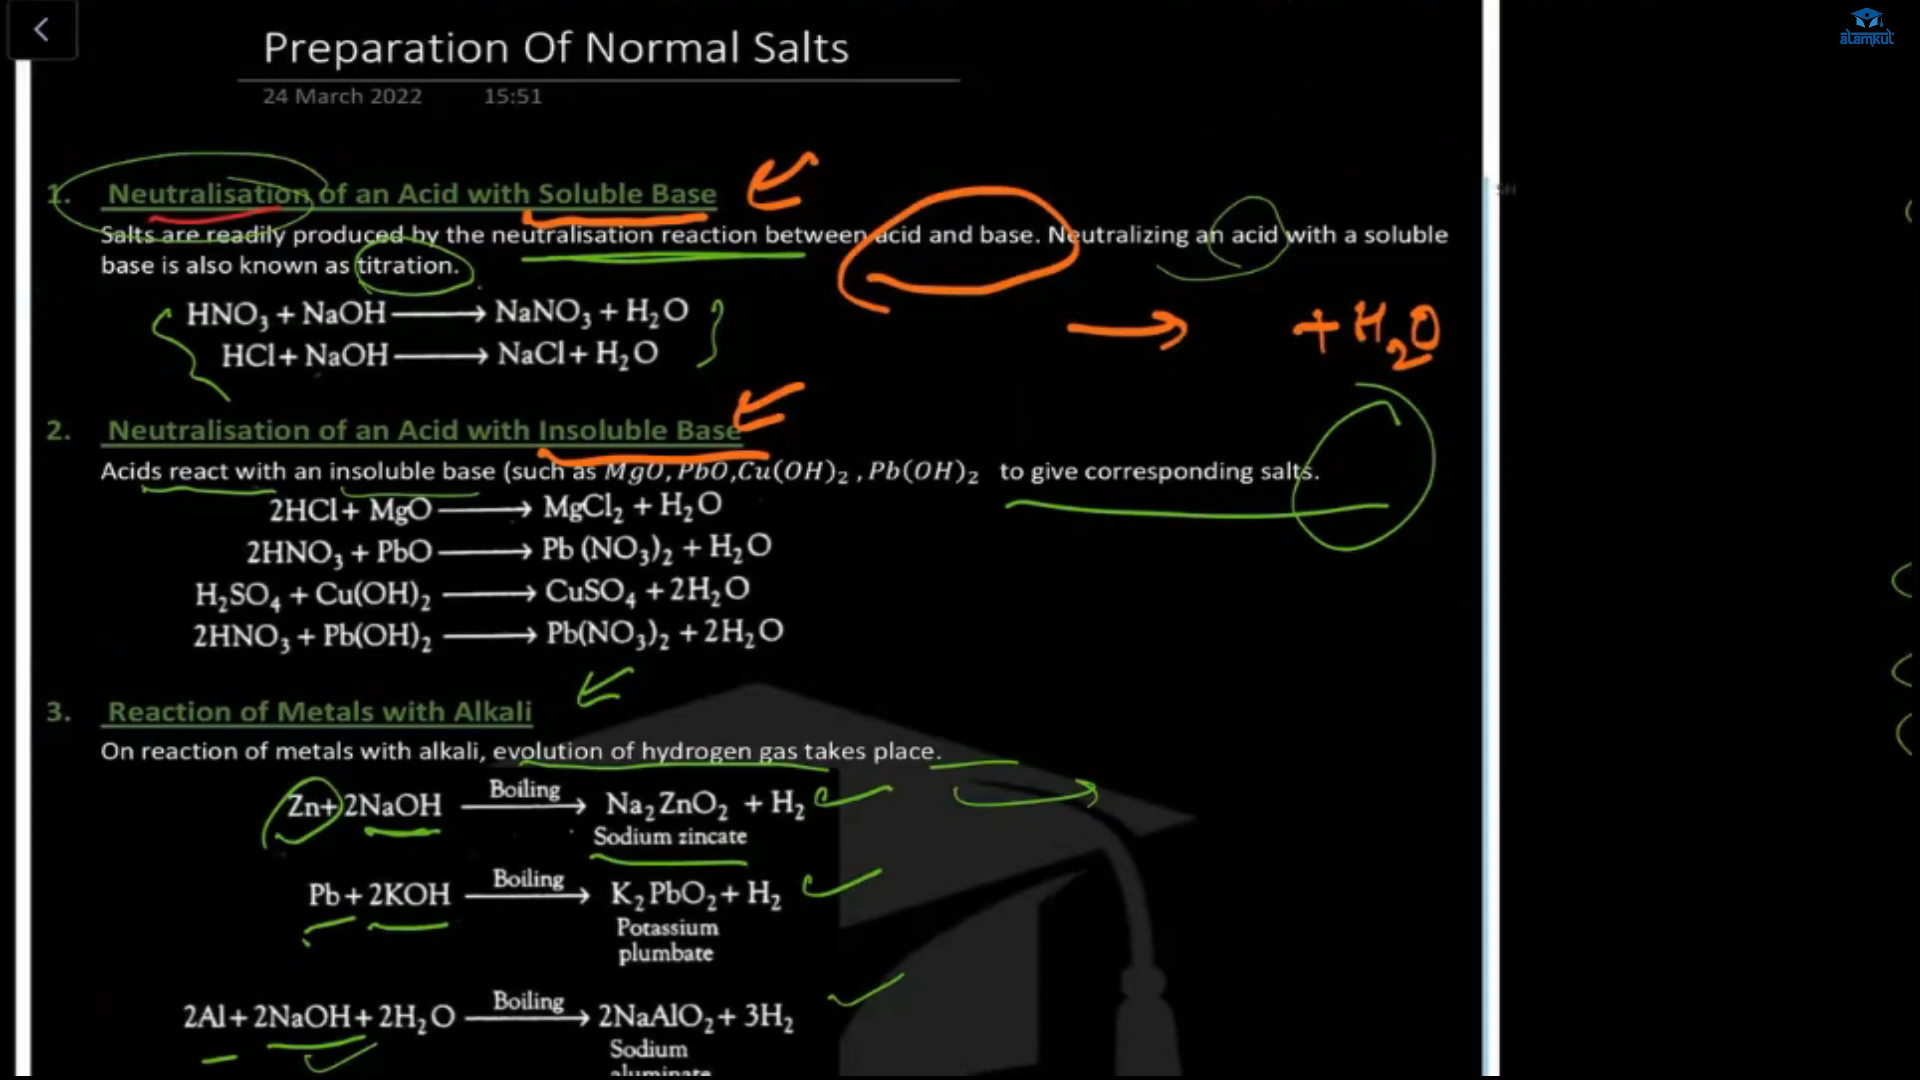 alamkul
Preparation Of Normal Salts
24 March 2022 15:51
1. Neutralisation of an Acid with Soluble Base
Salts are readily produced by the neutralisation reaction between acid and base. Neutralizing an acid with a soluble
base is also known as titration.
HNO₃ + NaOH ⟶ NaNO₃ + H₂O
HCl + NaOH ⟶ NaCl + H₂O
→ + H₂O
2. Neutralisation of an Acid with Insoluble Base
Acids react with an insoluble base (such as MgO, PbO,Cu(OH)₂ , Pb(OH)₂ to give corresponding salts.
2HCl + MgO ⟶ MgCl₂ + H₂O
2HNO₃ + PbO ⟶ Pb (NO₃)₂ + H₂O
H₂SO₄ + Cu(OH)₂ ⟶ CuSO₄ + 2H₂O
2HNO₃ + Pb(OH)₂ ⟶ Pb(NO₃)₂ + 2H₂O
3. Reaction of Metals with Alkali
On reaction of metals with alkali, evolution of hydrogen gas takes place.
Boiling
Zn + 2NaOH ⟶ Na₂ZnO₂ + H₂
Sodium zincate
Boiling
Pb + 2KOH ⟶ K₂PbO₂ + H₂
Potassium
plumbate
Boiling
2Al + 2NaOH + 2H₂O ⟶ 2NaAlO₂ + 3H₂
Sodium
aluminate